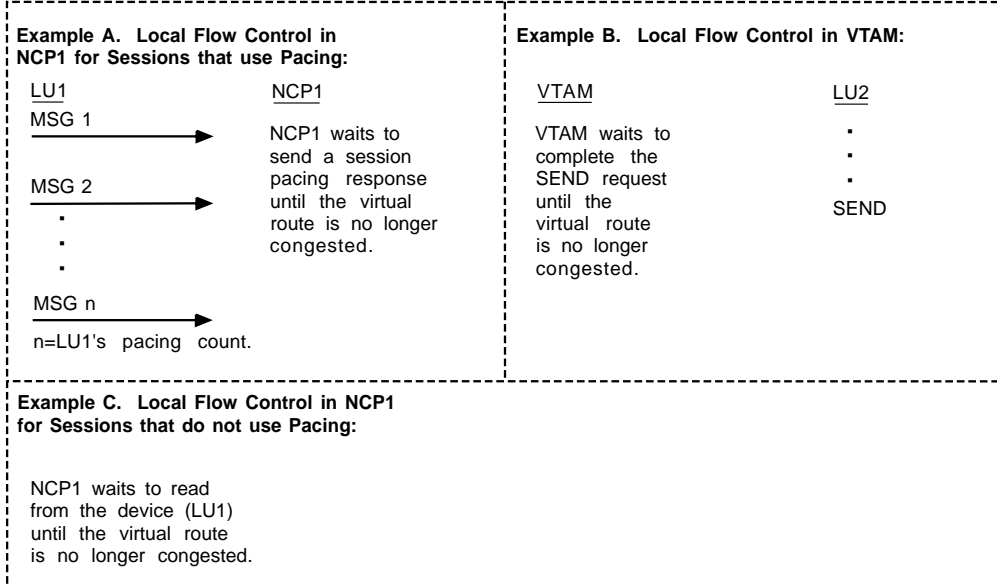 Example A. Local Flow Control in
NCP1 for Sessions that use Pacing:
LU1
NCP1
MSG 1
NCP1 waits to
send a session
pacing response
until the virtual
route is no longer
congested.
MSG 2
MSG n
n=LU1's pacing count.
Example B. Local Flow Control in VTAM:
VTAM
LU2
VTAM waits to
complete the
SEND request
until the
virtual route
is no longer
congested.
SEND
Example C. Local Flow Control in NCP1
for Sessions that do not use Pacing:
NCP1 waits to read
from the device (LU1)
until the virtual route
is no longer congested.